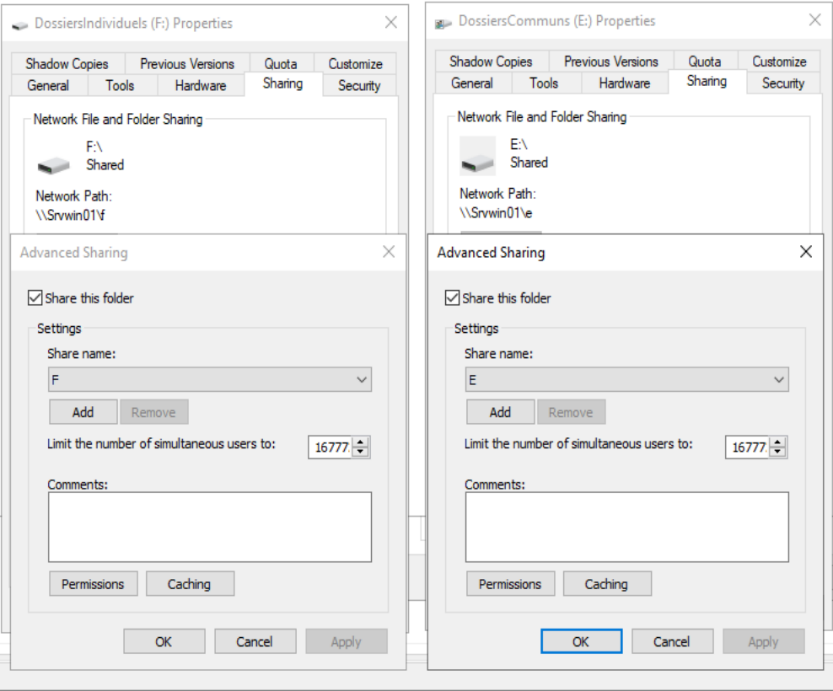 DossiersIndividuels (F:) Properties
Shadow Copies Previous Versions Quota Customize
General Tools Hardware Sharing Security
Network File and Folder Sharing
F:\
Shared
Network Path:
\\Srvwin01\f
Advanced Sharing
Share this folder
Settings
Share name:
F
Add Remove
Limit the number of simultaneous users to: 16777
Comments:
Permissions Caching
OK Cancel Apply
DossiersCommuns (E:) Properties
Shadow Copies Previous Versions Quota Customize
General Tools Hardware Sharing Security
Network File and Folder Sharing
E:\
Shared
Network Path:
\\Srvwin01\e
Advanced Sharing
Share this folder
Settings
Share name:
E
Add Remove
Limit the number of simultaneous users to: 16777
Comments:
Permissions Caching
OK Cancel Apply